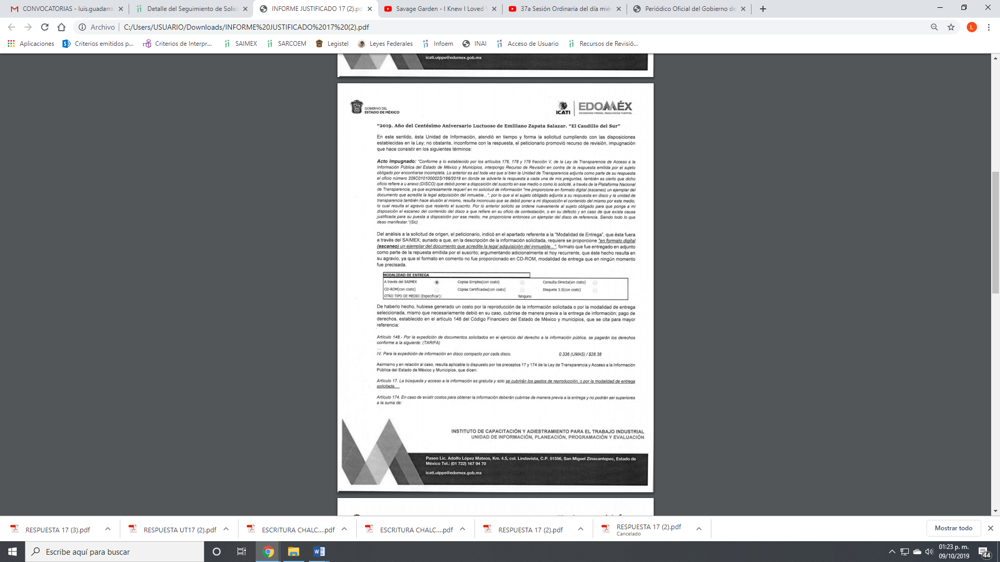 CONVOCATORIAS - luis.guadarra
Detalle del Seguimiento de Solici
INFORME JUSTIFICADO 17 (2).pd
Savage Garden - I Knew I Loved Y
37a Sesión Ordinaria del día mié
Periódico Oficial del Gobierno de
Archivo
C:/Users/USUARIO/Downloads/INFORME%20JUSTIFICADO%2017%20(2).pdf
L
Aplicaciones
Criterios emitidos p...
Criterios de Interpr...
SAIMEX
SARCOEM
Legistel
Leyes Federales
Infoem
INAI
Acceso de Usuario
Recursos de Revisió...
icati.uippe@edomex.gob.mx
GOBIERNO DEL
ESTADO DE MÉXICO
ICATI
EDOMÉX
DECISIONES FIRMES, RESULTADOS FUERTES.
"2019. Año del Centésimo Aniversario Luctuoso de Emiliano Zapata Salazar. "El Caudillo del Sur"
En este sentido, ésta Unidad de Información, atendió en tiempo y forma la solicitud cumpliendo con las disposiciones
establecidas en la Ley; no obstante, inconforme con la respuesta, el peticionario promovió recurso de revisión, impugnación
que hace consistir en los siguientes términos:
Acto Impugnado: "Conforme a lo establecido por los artículos 176, 178 y 179 fracción V, de la Ley de Transparencia de Acceso a la
Información Pública del Estado de México y Municipios, interpongo Recurso de Revisión en contra de la respuesta emitida por el sujeto
obligado por encontrarse incompleta. Lo anterior es así toda vez que si bien la Unidad de Transparencia adjunta como parte de su respuesta
el oficio número 209C010100002S/166/2019 en donde se advierte la respuesta a cada una de mis preguntas, también es cierto que dicho
oficio refiere a u anexo (DISCO) que debió poner a disposición del suscrito en ese medio o como lo solicité, a través de la Plataforma Nacional
de Transparencia, ya que expresamente requerí en mi solicitud de información "me proporcione en formato digital (escaneo) un ejemplar del
documento que acredite la legal adquisición del inmueble...", por lo que si el sujeto obligado adjunta a su respuesta en disco y la unidad de
transparencia también hace alusión al mismo, resulta inconcuso que se debió poner a mi disposición el contenido del mismo por este medio,
lo cual resulta el agravio que resiento el suscrito. Por lo anterior solicito se ordene nuevamente al sujeto obligado para que ponga a mi
disposición el escaneo del contenido del disco a que refiere en su oficio de contestación, o en su defecto y en caso de que exista causa
justificada para su puesta a disposición por ese medio, me proporcione entonces un ejemplar del disco de referencia. Siendo todo lo que
deso manifestar."(Sic)
Del análisis a la solicitud de origen, el peticionario, indicó en el apartado referente a la "Modalidad de Entrega", que ésta fuera
a través del SAIMEX; aunado a que, en la descripción de la información solicitada, requiere se proporcione "en formato digital
(escaneo) un ejemplar del documento que acredite la legal adquisición del inmueble...", formato que fue entregado en adjunto
como parte de la repuesta emitida por el suscrito; argumentando adicionalmente el hoy recurrente, que éste hecho resulta en
su agravio, ya que el formato en comento no fue proporcionado en CD-ROM, modalidad de entrega que en ningún momento
fue precisada.
MODALIDAD DE ENTREGA
A través del SAIMEX Copias Simples(con costo) Consulta Directa(sin costo)
CD-ROM(con costo) Copias Certificadas(con costo) Disquete 3.5(con costo)
OTRO TIPO DE MEDIO (Especificar): Ninguno
De haberlo hecho, hubiese generado un costo por la reproducción de la información solicitada o por la modalidad de entrega
seleccionada, mismo que necesariamente debió en su caso, cubrirse de manera previa a la entrega de información; pago de
derechos, establecido en el artículo 148 del Código Financiero del Estado de México y municipios, que se cita para mayor
referencia:
Artículo 148.- Por la expedición de documentos solicitados en el ejercicio del derecho a la información pública, se pagarán los derechos
conforme a la siguiente: (TARIFA)
...
IV. Para la expedición de información en disco compacto por cada disco. 0.336 (UMAS) / $28.38
Asimismo y en relación al caso, resulta aplicable lo dispuesto por los preceptos 17 y 174 de la Ley de Transparencia y Acceso a la Información
Pública del Estado de México y Municipios, que dicen:
Artículo 17. La búsqueda y acceso a la información es gratuita y solo se cubrirán los gastos de reproducción, o por la modalidad de entrega
solicitada....
Artículo 174. En caso de existir costos para obtener la información deberán cubrirse de manera previa a la entrega y no podrán ser superiores
a la suma de:
INSTITUTO DE CAPACITACIÓN Y ADIESTRAMIENTO PARA EL TRABAJO INDUSTRIAL
UNIDAD DE INFORMACIÓN, PLANEACIÓN, PROGRAMACIÓN Y EVALUACIÓN
Paseo Lic. Adolfo López Mateos, Km. 4.5, col. Lindavista, C.P. 51356, San Miguel Zinacantepec, Estado de
México Tel.: (01 722) 167 94 70
icati.uippe@edomex.gob.mx
RESPUESTA 17 (3).pdf
RESPUESTA UT17 (2).pdf
ESCRITURA CHALC....pdf
ESCRITURA CHALC....pdf
RESPUESTA 17 (2).pdf
RESPUESTA 17 (2).pdf
Cancelado
Mostrar todo
Escribe aquí para buscar
01:23 p. m.
09/10/2019
44